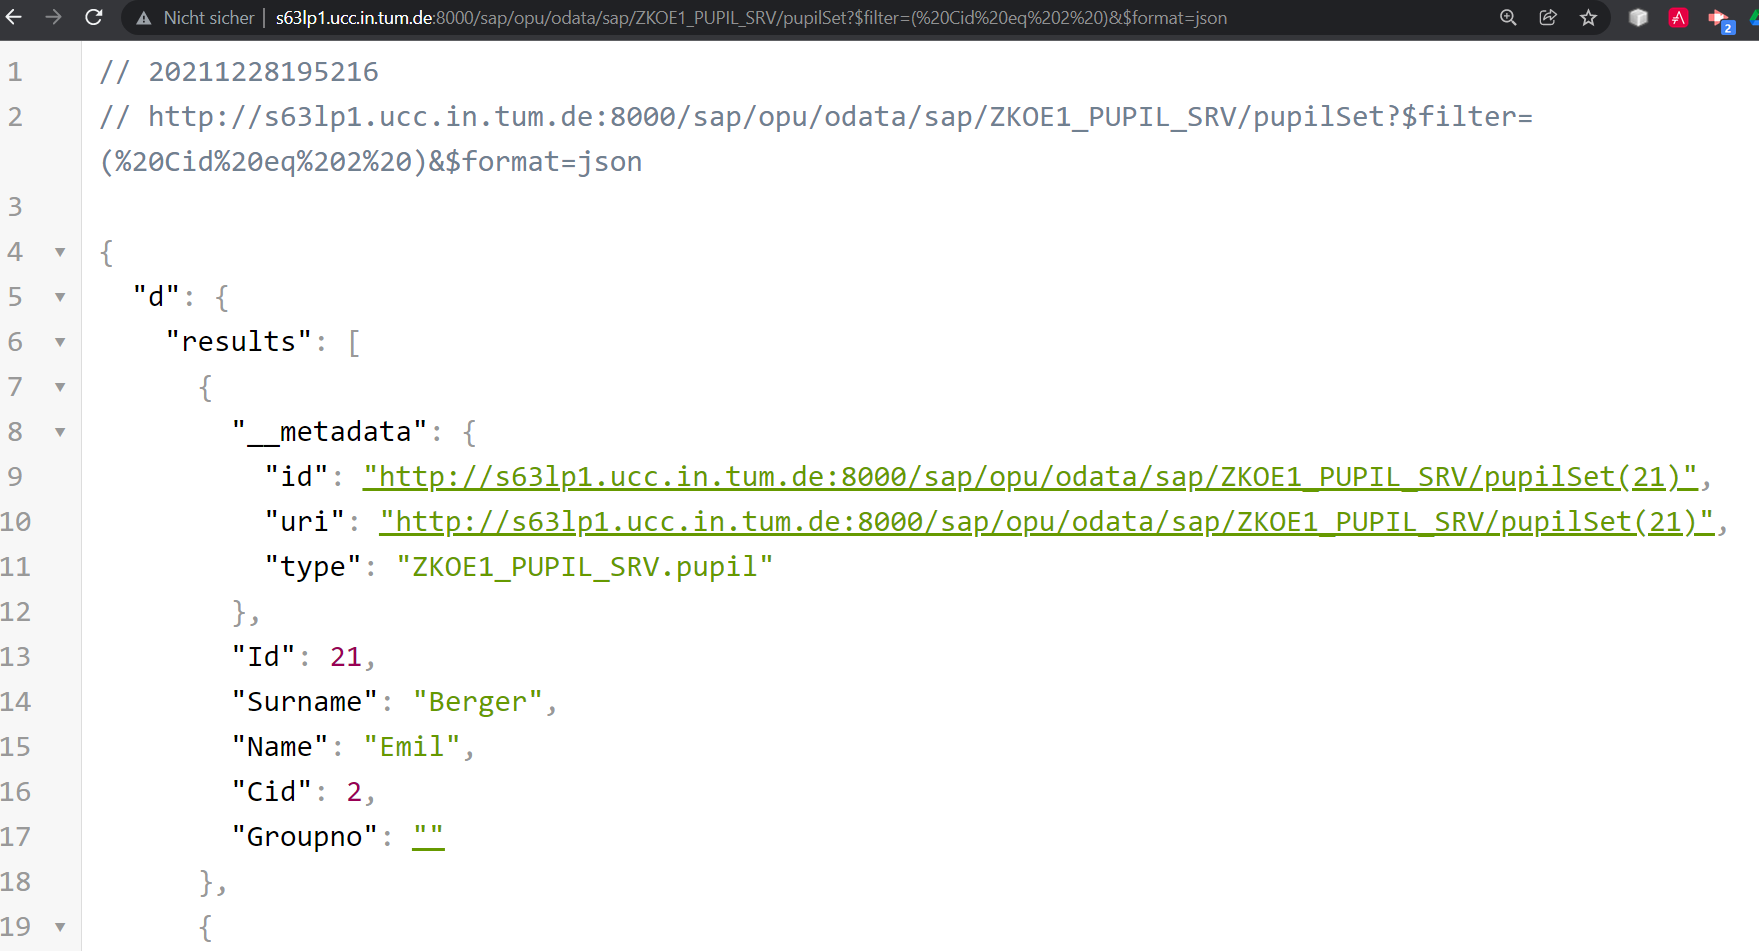 Nicht sicher | s63lp1.ucc.in.tum.de:8000/sap/opu/odata/sap/ZKOE1_PUPIL_SRV/pupilSet?$filter=(%20Cid%20eq%202%20)&$format=json
2
1 // 20211228195216
2 // http://s63lp1.ucc.in.tum.de:8000/sap/opu/odata/sap/ZKOE1_PUPIL_SRV/pupilSet?$filter=
(%20Cid%20eq%202%20)&$format=json
3
4 {
5 "d": {
6 "results": [
7 {
8 "__metadata": {
9 "id": "http://s63lp1.ucc.in.tum.de:8000/sap/opu/odata/sap/ZKOE1_PUPIL_SRV/pupilSet(21)",
10 "uri": "http://s63lp1.ucc.in.tum.de:8000/sap/opu/odata/sap/ZKOE1_PUPIL_SRV/pupilSet(21)",
11 "type": "ZKOE1_PUPIL_SRV.pupil"
12 },
13 "Id": 21,
14 "Surname": "Berger",
15 "Name": "Emil",
16 "Cid": 2,
17 "Groupno": ""
18 },
19 {